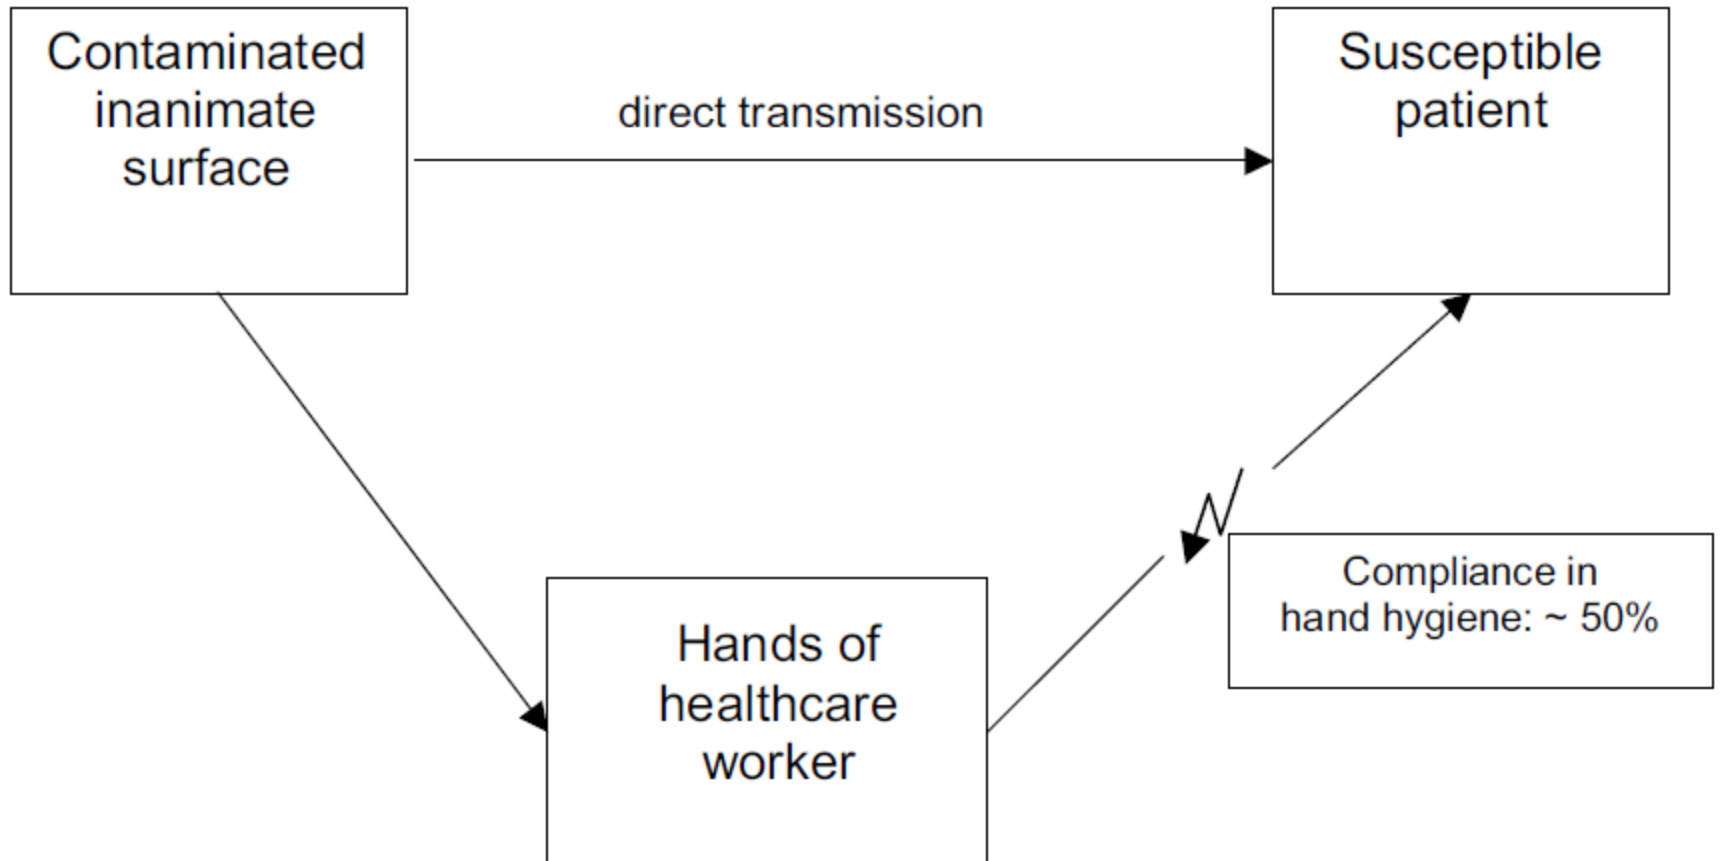 Contaminated
inanimate
surface
direct transmission
Susceptible
patient
Compliance in
hand hygiene: ~ 50%
Hands of
healthcare
worker